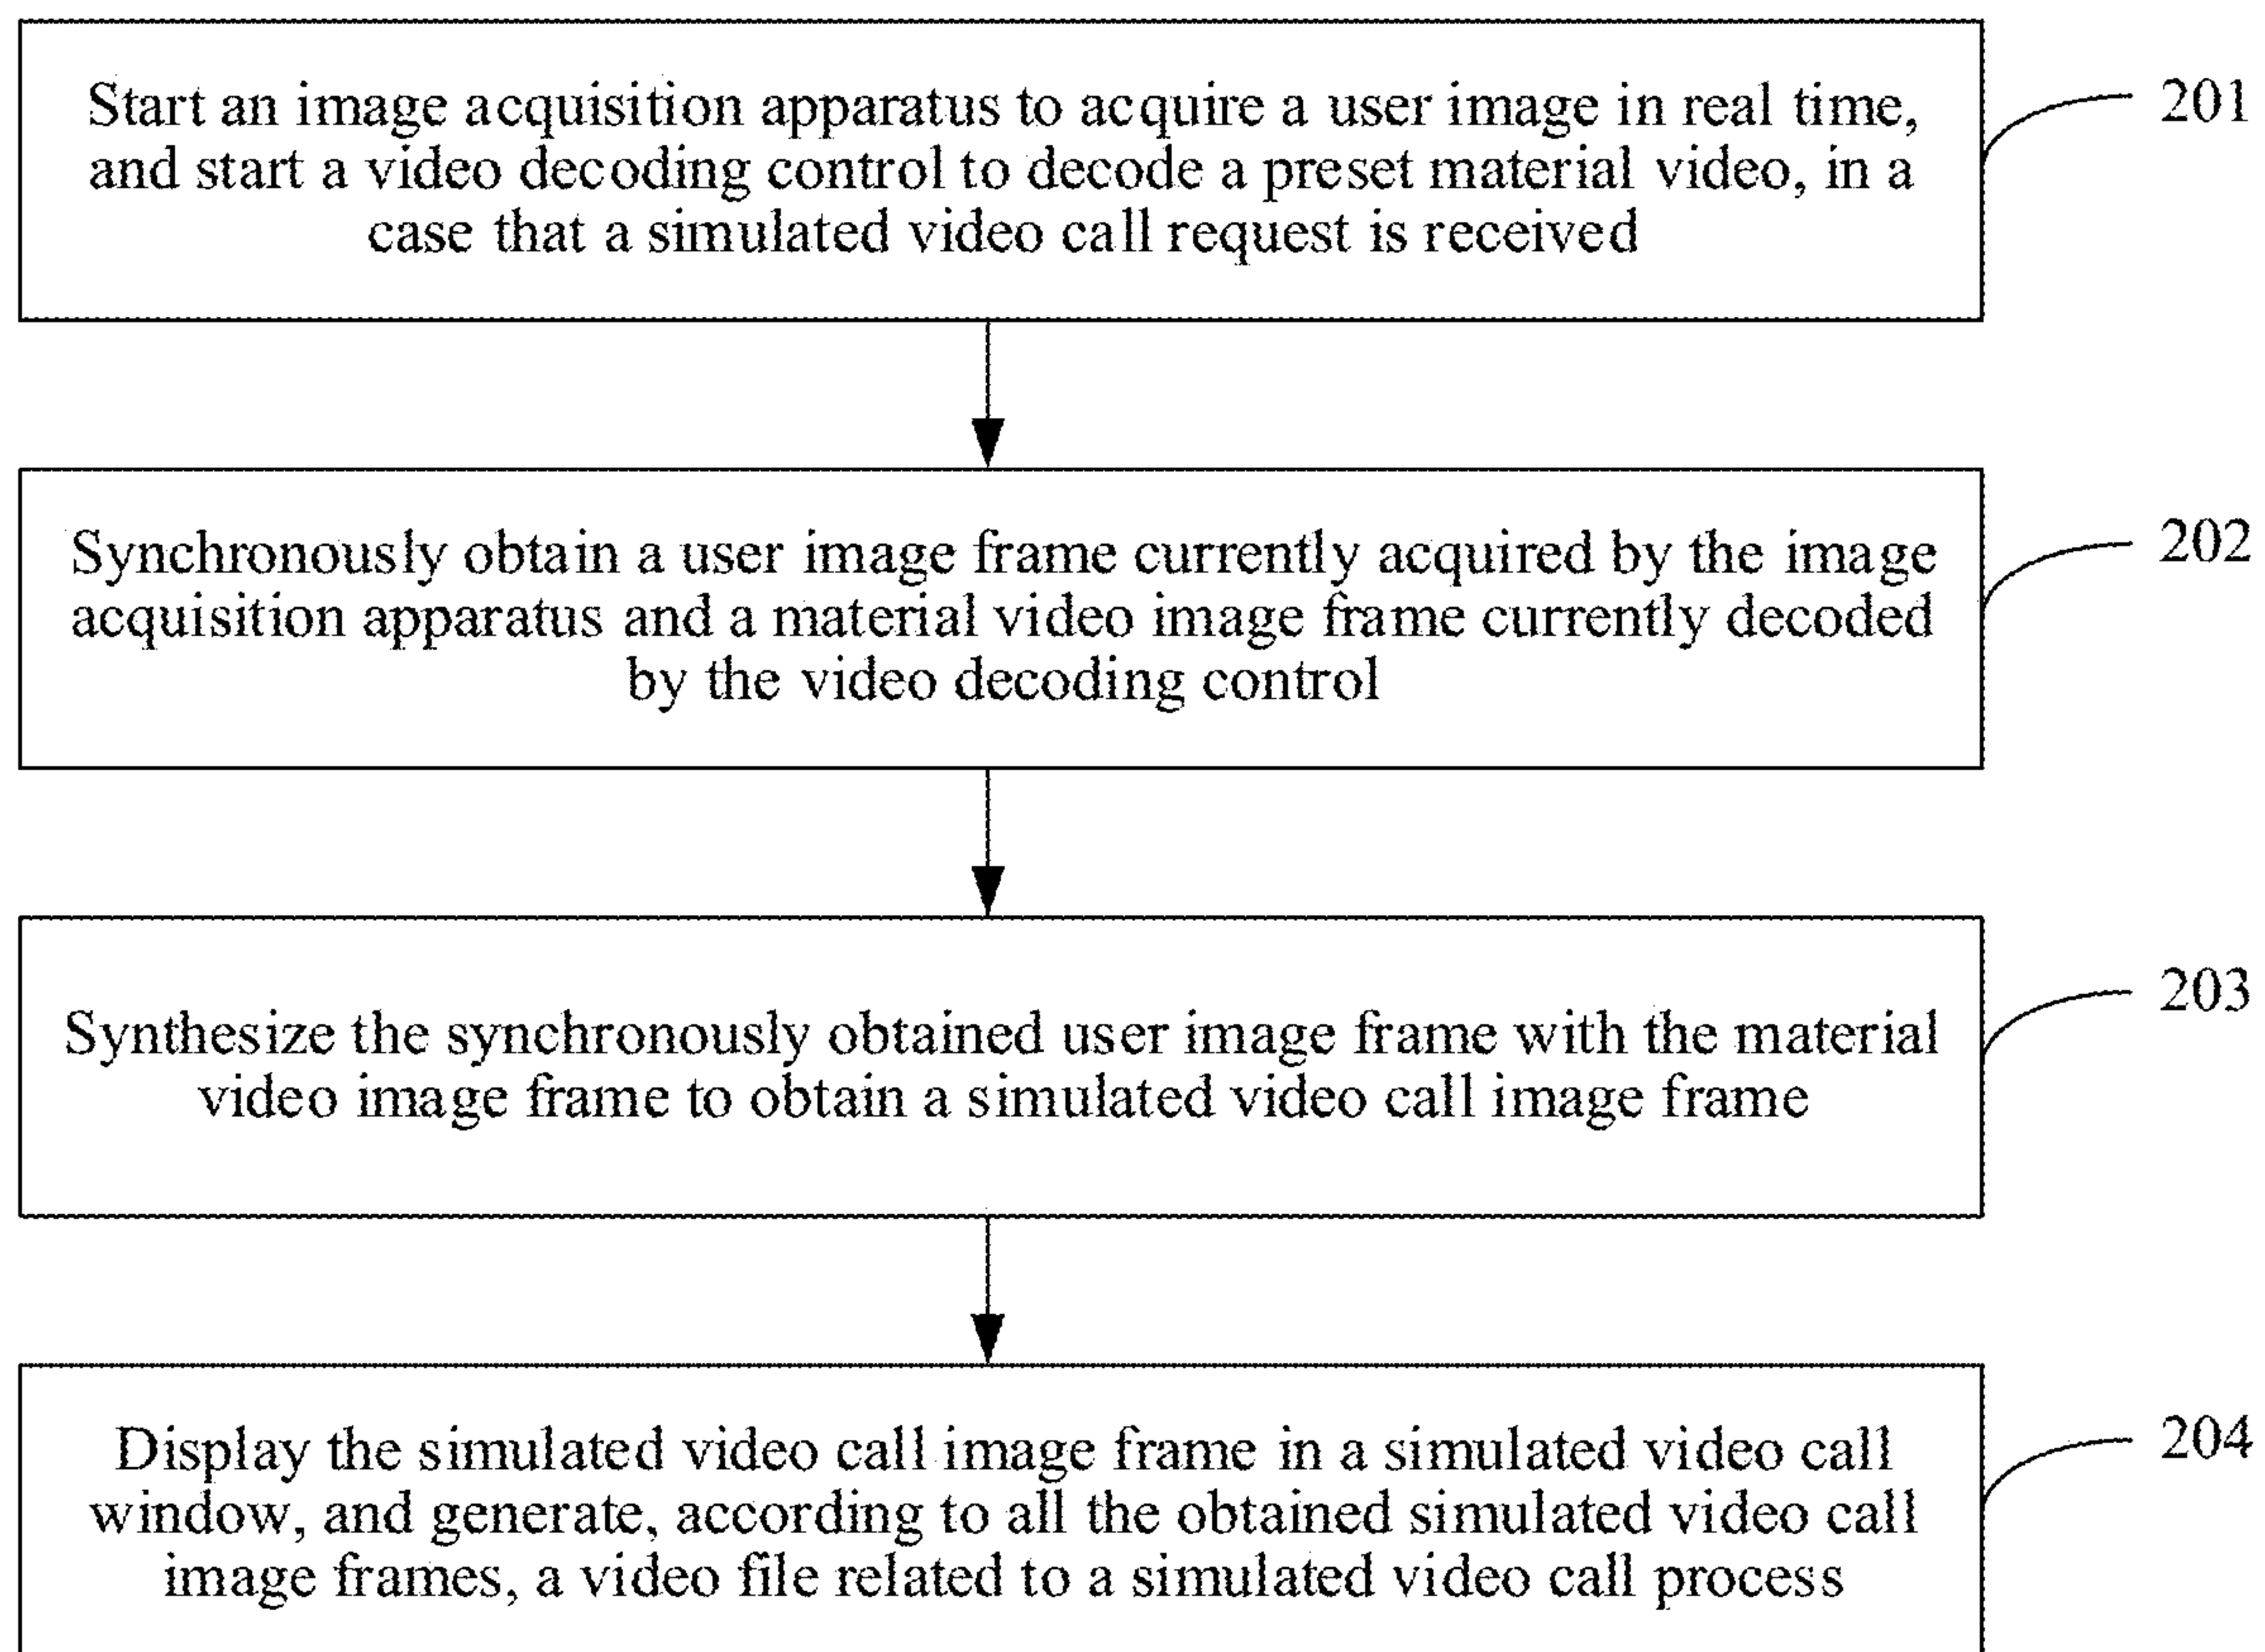 Start an image acquisition apparatus to acquire a user image in real time,
and start a video decoding control to decode a preset material video, in a
case that a simulated video call request is received
201
Synchronously obtain a user image frame currently acquired by the image
acquisition apparatus and a material video image frame currently decoded
by the video decoding control
202
Synthesize the synchronously obtained user image frame with the material
video image frame to obtain a simulated video call image frame
203
Display the simulated video call image frame in a simulated video call
window, and generate, according to all the obtained simulated video call
image frames, a video file related to a simulated video call process
204